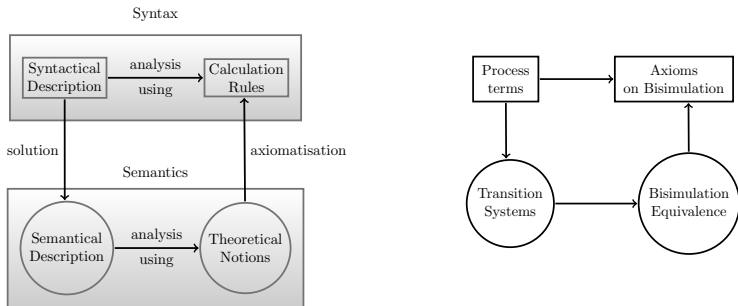 Syntax
Syntactical
Description
analysis
using
Calculation
Rules
solution
axiomatisation
Semantics
Semantical
Description
analysis
using
Theoretical
Notions
Process
terms
Axioms
on Bisimulation
Transition
Systems
Bisimulation
Equivalence